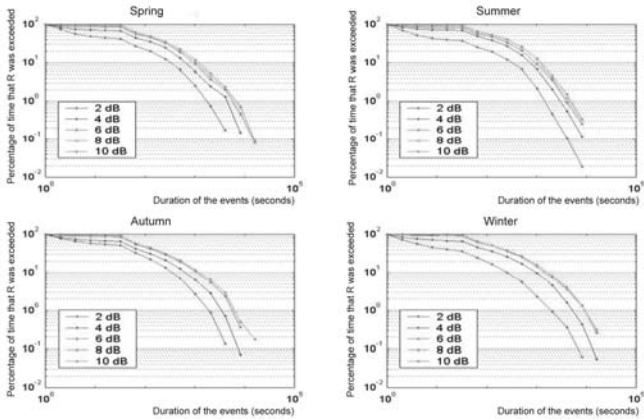 Spring
Percentage of time that R was exceeded
10²
10¹
10⁰
10⁻¹
10⁻²
2 dB
4 dB
6 dB
8 dB
10 dB
10⁰
10⁵
Duration of the events (seconds)
Summer
Percentage of time that R was exceeded
10²
10¹
10⁰
10⁻¹
10⁻²
2 dB
4 dB
6 dB
8 dB
10 dB
10⁰
10⁵
Duration of the events (seconds)
Autumn
Percentage of time that R was exceeded
10²
10¹
10⁰
10⁻¹
10⁻²
2 dB
4 dB
6 dB
8 dB
10 dB
10⁰
10⁵
Duration of the events (seconds)
Winter
Percentage of time that R was exceeded
10²
10¹
10⁰
10⁻¹
10⁻²
2 dB
4 dB
6 dB
8 dB
10 dB
10⁰
10⁵
Duration of the events (seconds)